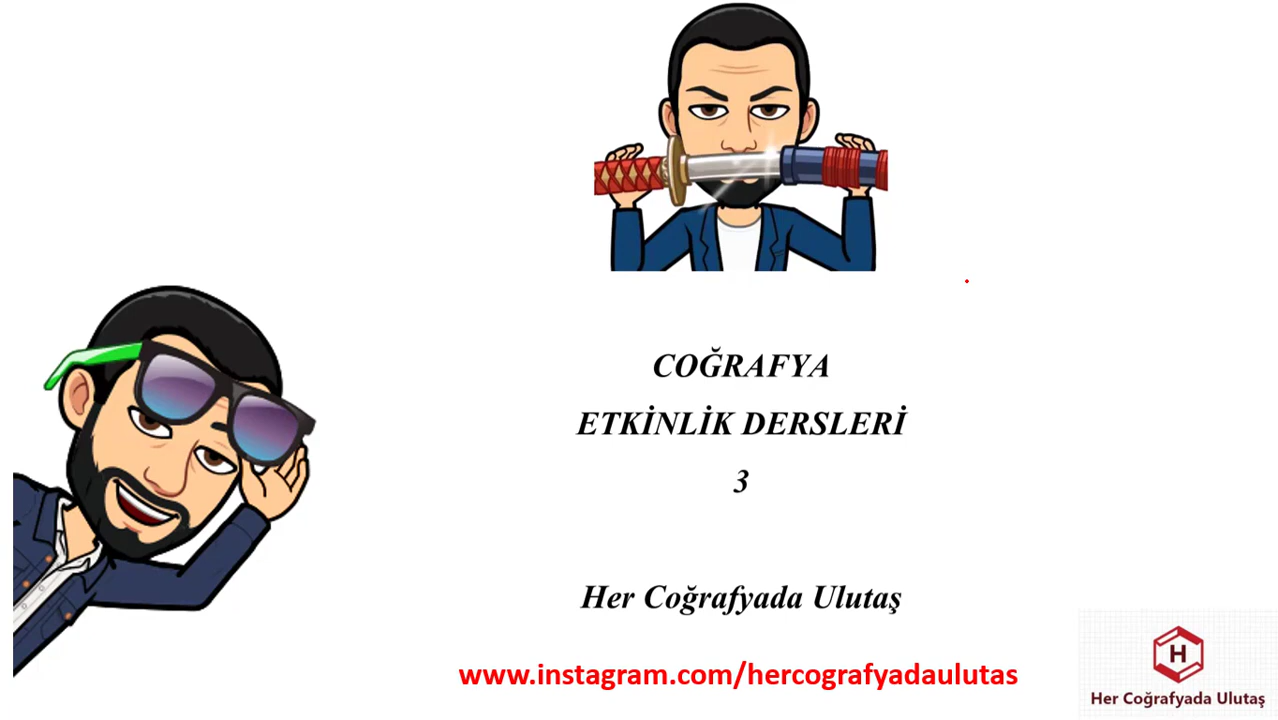 COĞRAFYA
ETKİNLİK DERSLERİ
3
Her Coğrafyada Ulutaş
www.instagram.com/hercografyadaulutas
H
Her Coğrafyada Ulutaş